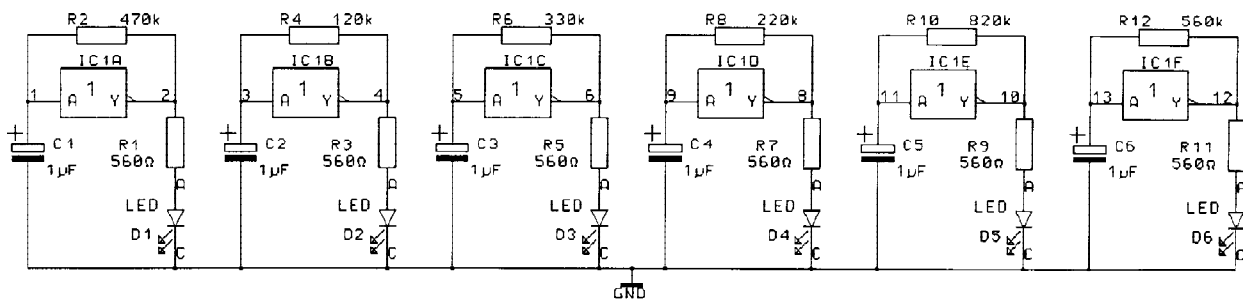 R2 470k R4 120k R6 330k R8 220k R10 820k R12 560k
IC1A IC1B IC1C IC1D IC1E IC1F
1 A 1 Y 2 3 A 1 Y 4 5 A 1 Y 6 9 A 1 Y 8 11 A 1 Y 10 13 A 1 Y 12
+ C1 R1 + C2 R3 + C3 R5 + C4 R7 + C5 R9 + C6 R11
1µF 560Ω 1µF 560Ω 1µF 560Ω 1µF 560Ω 1µF 560Ω 1µF 560Ω
A A A A A A
LED LED LED LED LED LED
D1 D2 D3 D4 D5 D6
C C C C C C
GND